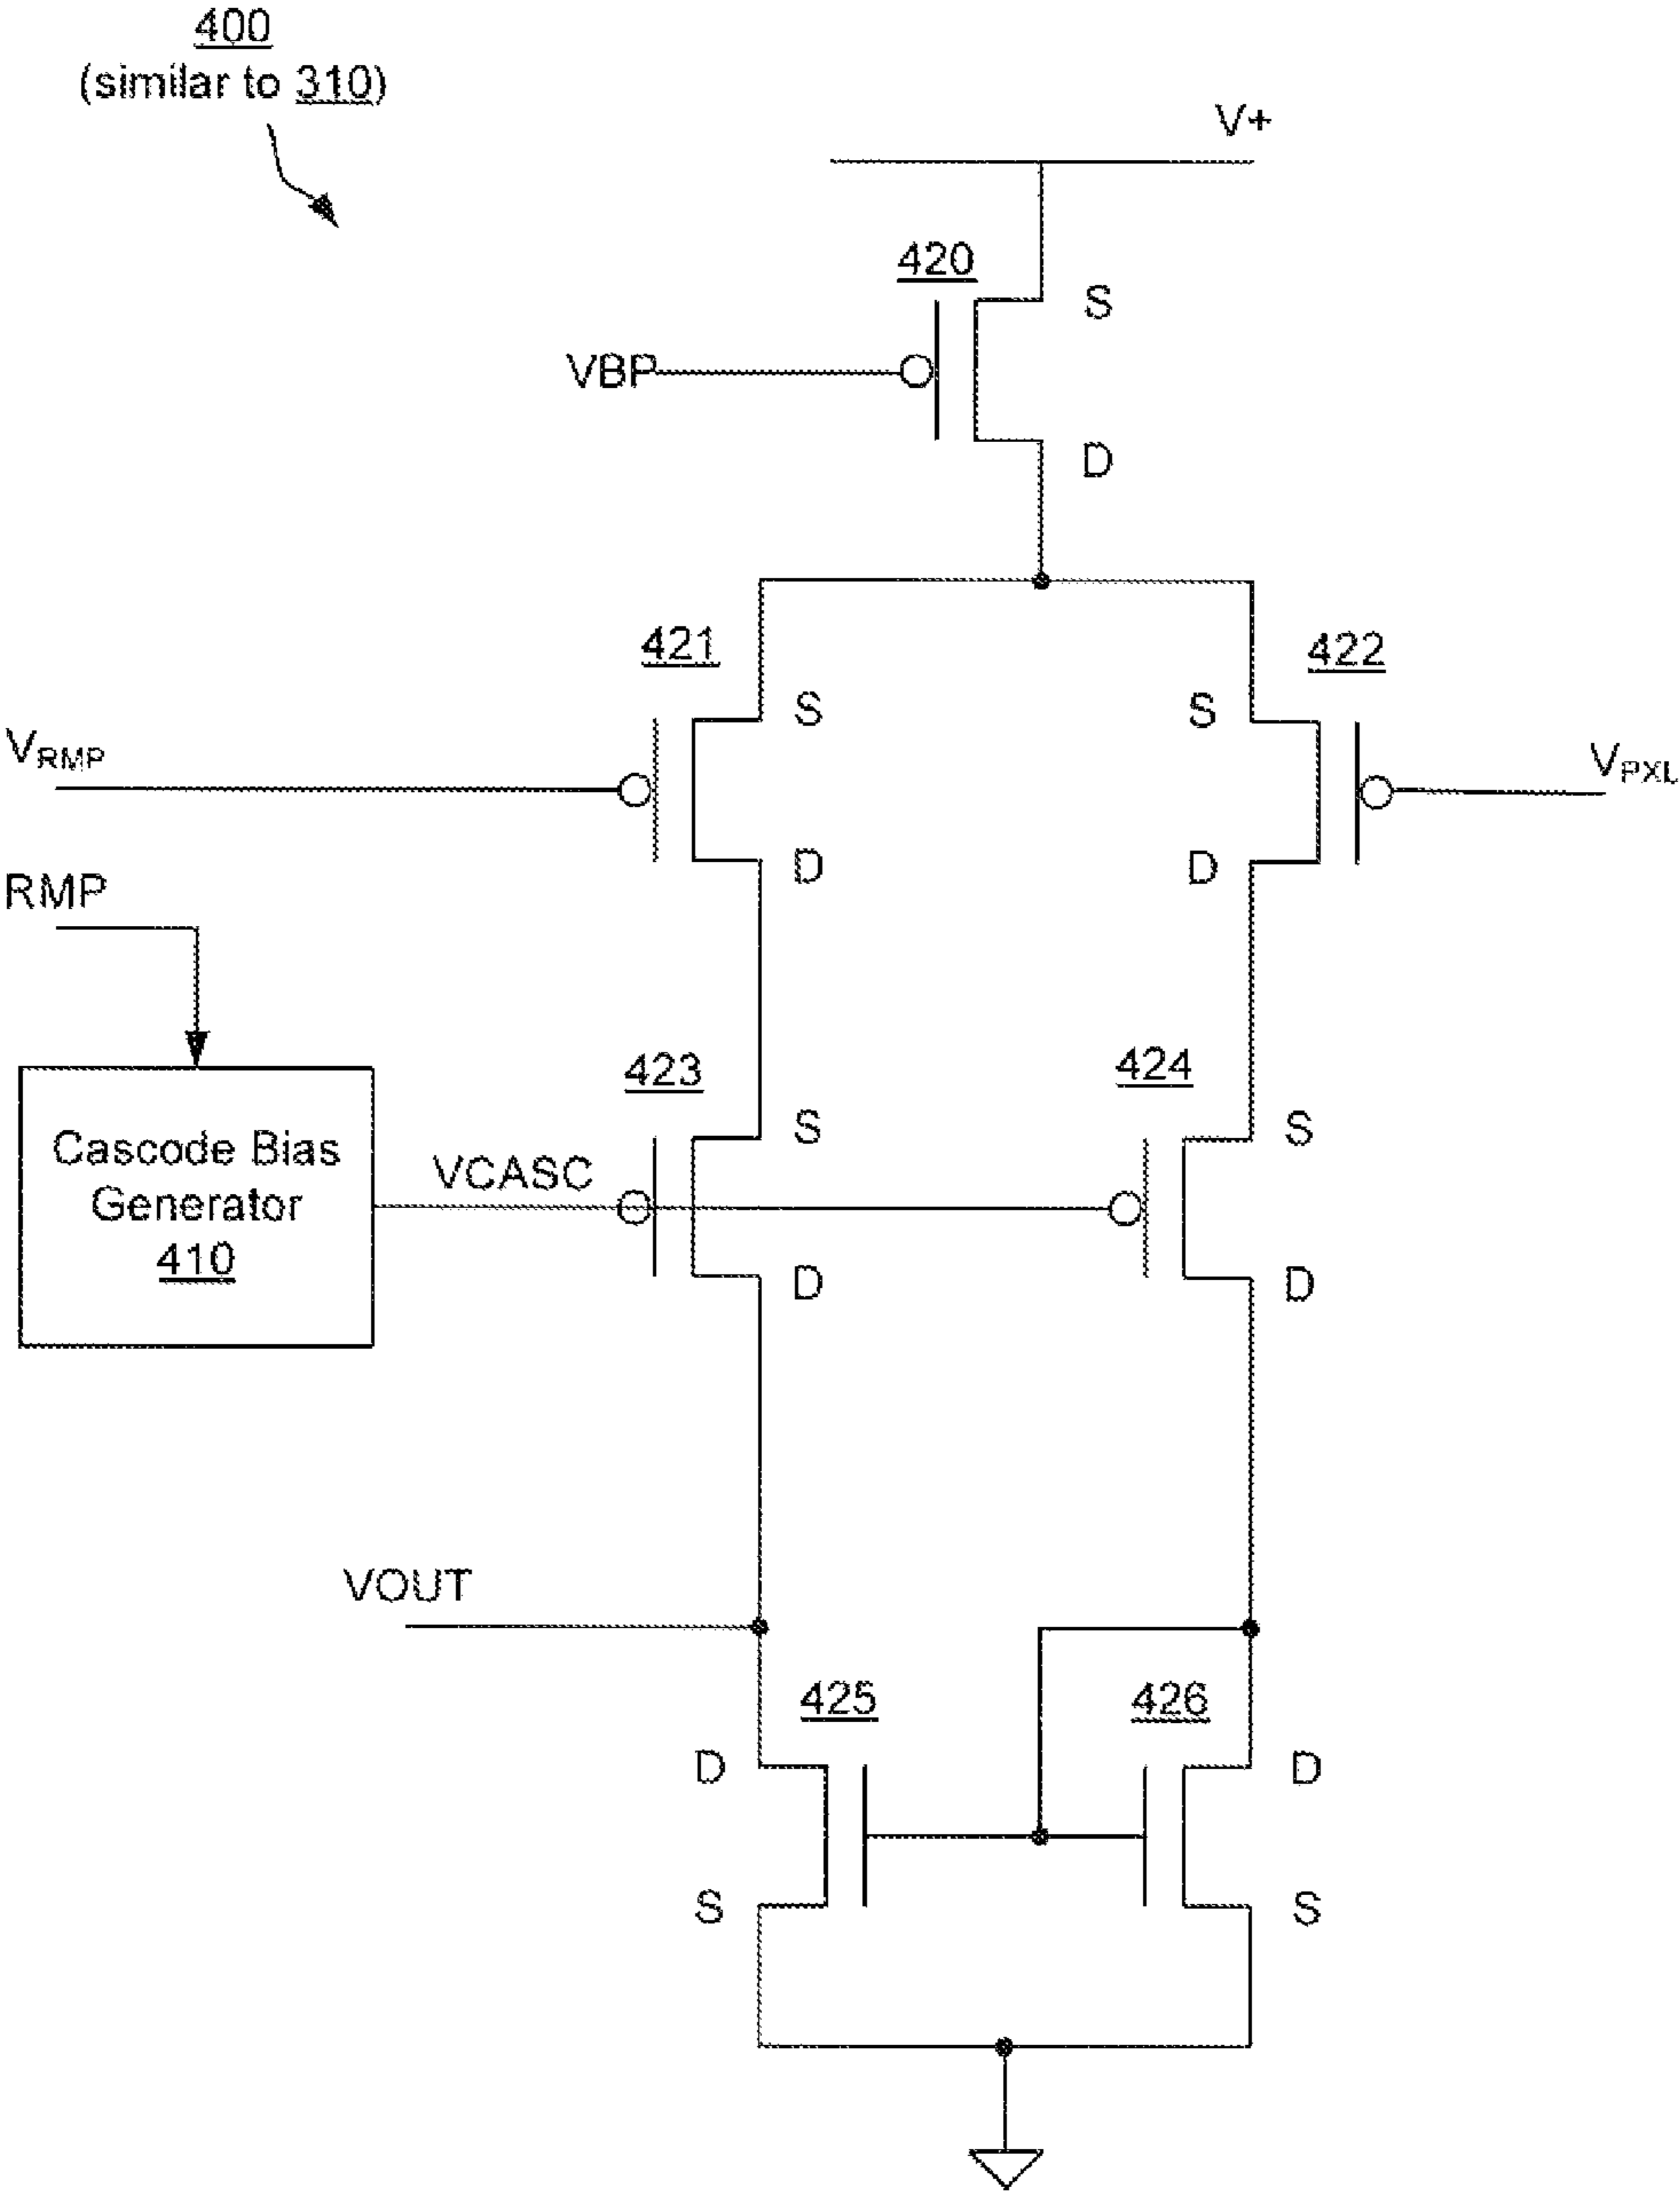 400
(similar to 310)
V+
420
S
VBP
D
421
422
S
S
VRMP
VPXL
D
D
RMP
423
424
S
S
Cascode Bias
Generator
410
VCASC
D
D
VOUT
425
426
D
D
S
S